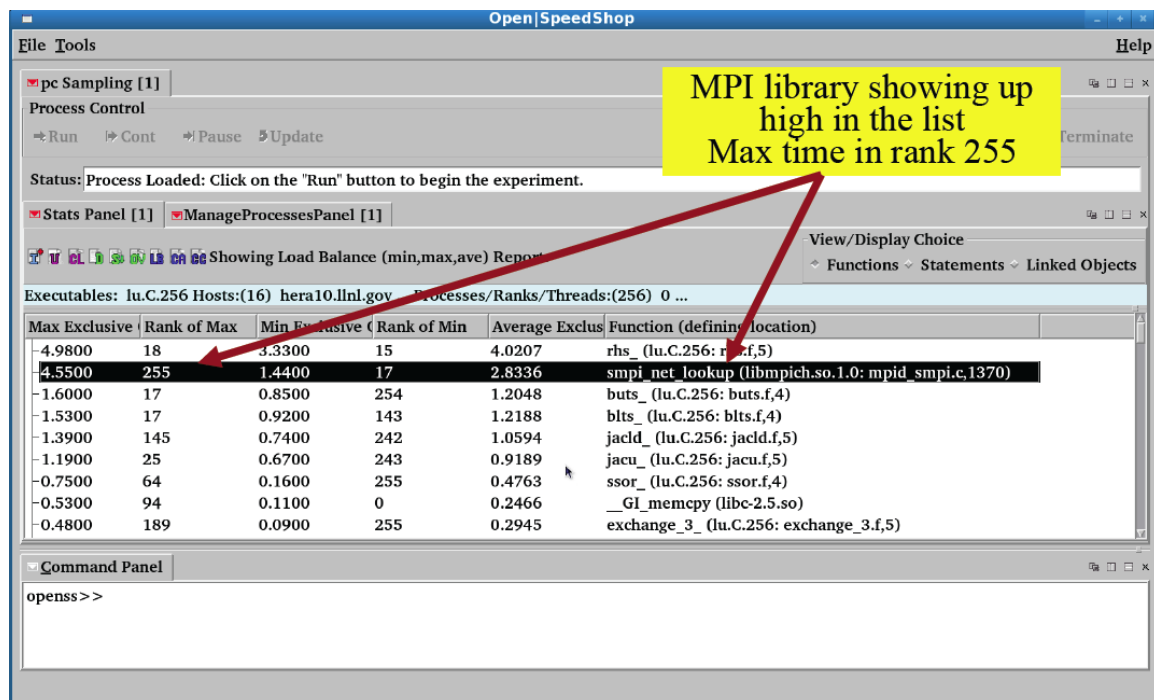 Open|SpeedShop
File Tools Help
pc Sampling [1]
Process Control
Run Cont Pause Update Terminate
MPI library showing up
high in the list
Max time in rank 255
Status: Process Loaded: Click on the "Run" button to begin the experiment.
Stats Panel [1] ManageProcessesPanel [1]
View/Display Choice
Showing Load Balance (min,max,ave) Report
Functions Statements Linked Objects
Executables: lu.C.256 Hosts:(16) hera10.llnl.gov Processes/Ranks/Threads:(256) 0 ...
Max Exclusive Rank of Max Min Exclusive Rank of Min Average Exclus Function (defining location)
4.9800 18 3.3300 15 4.0207 rhs_ (lu.C.256: rhs.f,5)
4.5500 255 1.4400 17 2.8336 smpi_net_lookup (libmpich.so.1.0: mpid_smpi.c,1370)
1.6000 17 0.8500 254 1.2048 buts_ (lu.C.256: buts.f,4)
1.5300 17 0.9200 143 1.2188 blts_ (lu.C.256: blts.f,4)
1.3900 145 0.7400 242 1.0594 jacld_ (lu.C.256: jacld.f,5)
1.1900 25 0.6700 243 0.9189 jacu_ (lu.C.256: jacu.f,5)
0.7500 64 0.1600 255 0.4763 ssor_ (lu.C.256: ssor.f,4)
0.5300 94 0.1100 0 0.2466 __GI_memcpy (libc-2.5.so)
0.4800 189 0.0900 255 0.2945 exchange_3_ (lu.C.256: exchange_3.f,5)
Command Panel
openss>>